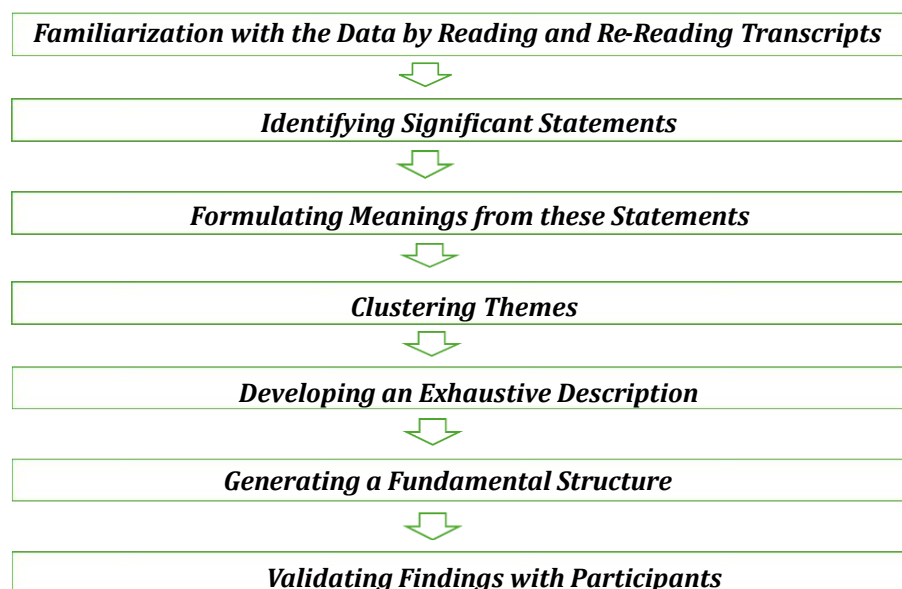 Familiarization with the Data by Reading and Re-Reading Transcripts
Identifying Significant Statements
Formulating Meanings from these Statements
Clustering Themes
Developing an Exhaustive Description
Generating a Fundamental Structure
Validating Findings with Participants